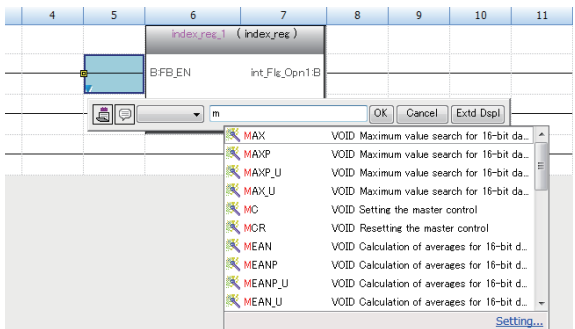 4 5 6 7 8 9 10 11
index_reg_1 ( index_reg )
B:FB_EN int_Flg_Opn1:B
m OK Cancel Extd Dspl
MAX VOID Maximum value search for 16-bit da...
MAXP VOID Maximum value search for 16-bit da...
MAXP_U VOID Maximum value search for 16-bit da...
MAX_U VOID Maximum value search for 16-bit da...
MC VOID Setting the master control
MCR VOID Resetting the master control
MEAN VOID Calculation of averages for 16-bit d...
MEANP VOID Calculation of averages for 16-bit d...
MEANP_U VOID Calculation of averages for 16-bit d...
MEAN_U VOID Calculation of averages for 16-bit d...
Setting...